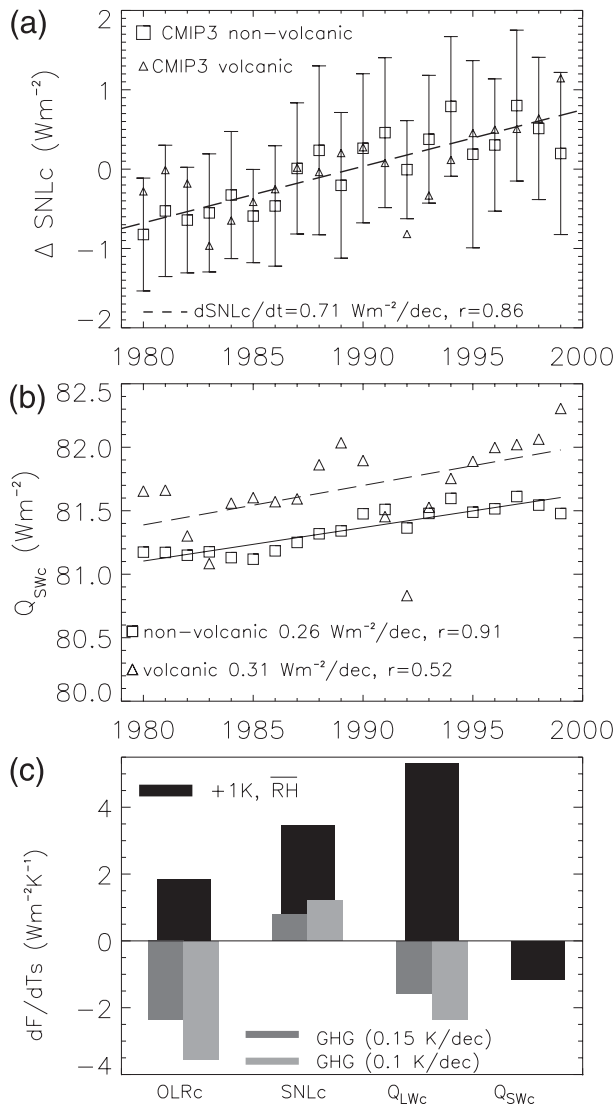 (a)
CMIP3 non-volcanic
CMIP3 volcanic
Δ SNLc (Wm⁻²)
2
1
0
−1
−2
dSNLc/dt=0.71 Wm⁻²/dec, r=0.86
1980 1985 1990 1995 2000
(b)
Q_SWc (Wm⁻²)
82.5
82.0
81.5
81.0
80.5
80.0
non-volcanic 0.26 Wm⁻²/dec, r=0.91
volcanic 0.31 Wm⁻²/dec, r=0.52
1980 1985 1990 1995 2000
(c)
+1K, R̅H̅
dF/dTs (Wm⁻²K⁻¹)
4
2
0
−2
−4
GHG (0.15 K/dec)
GHG (0.1 K/dec)
OLRc SNLc Q_LWc Q_SWc